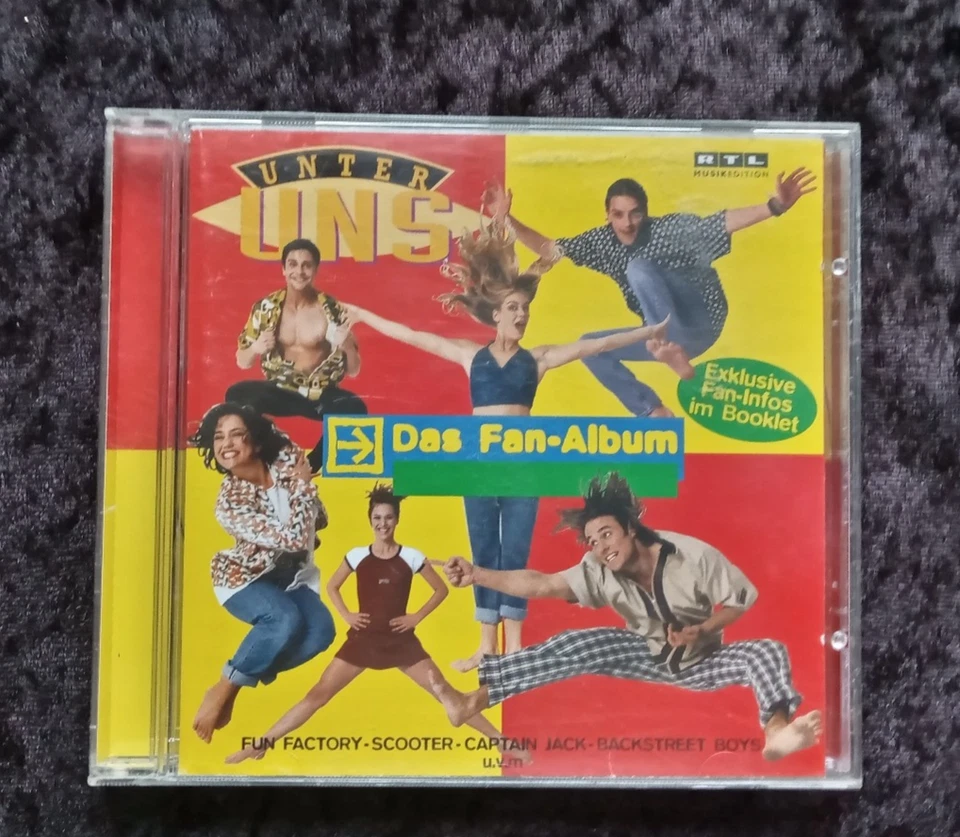 UNTER
UNS
RTL
MUSIKEDITION
Exklusive
Fan-Infos
im Booklet
Das Fan-Album
FUN FACTORY - SCOOTER - CAPTAIN JACK - BACKSTREET BOYS
u.v.m